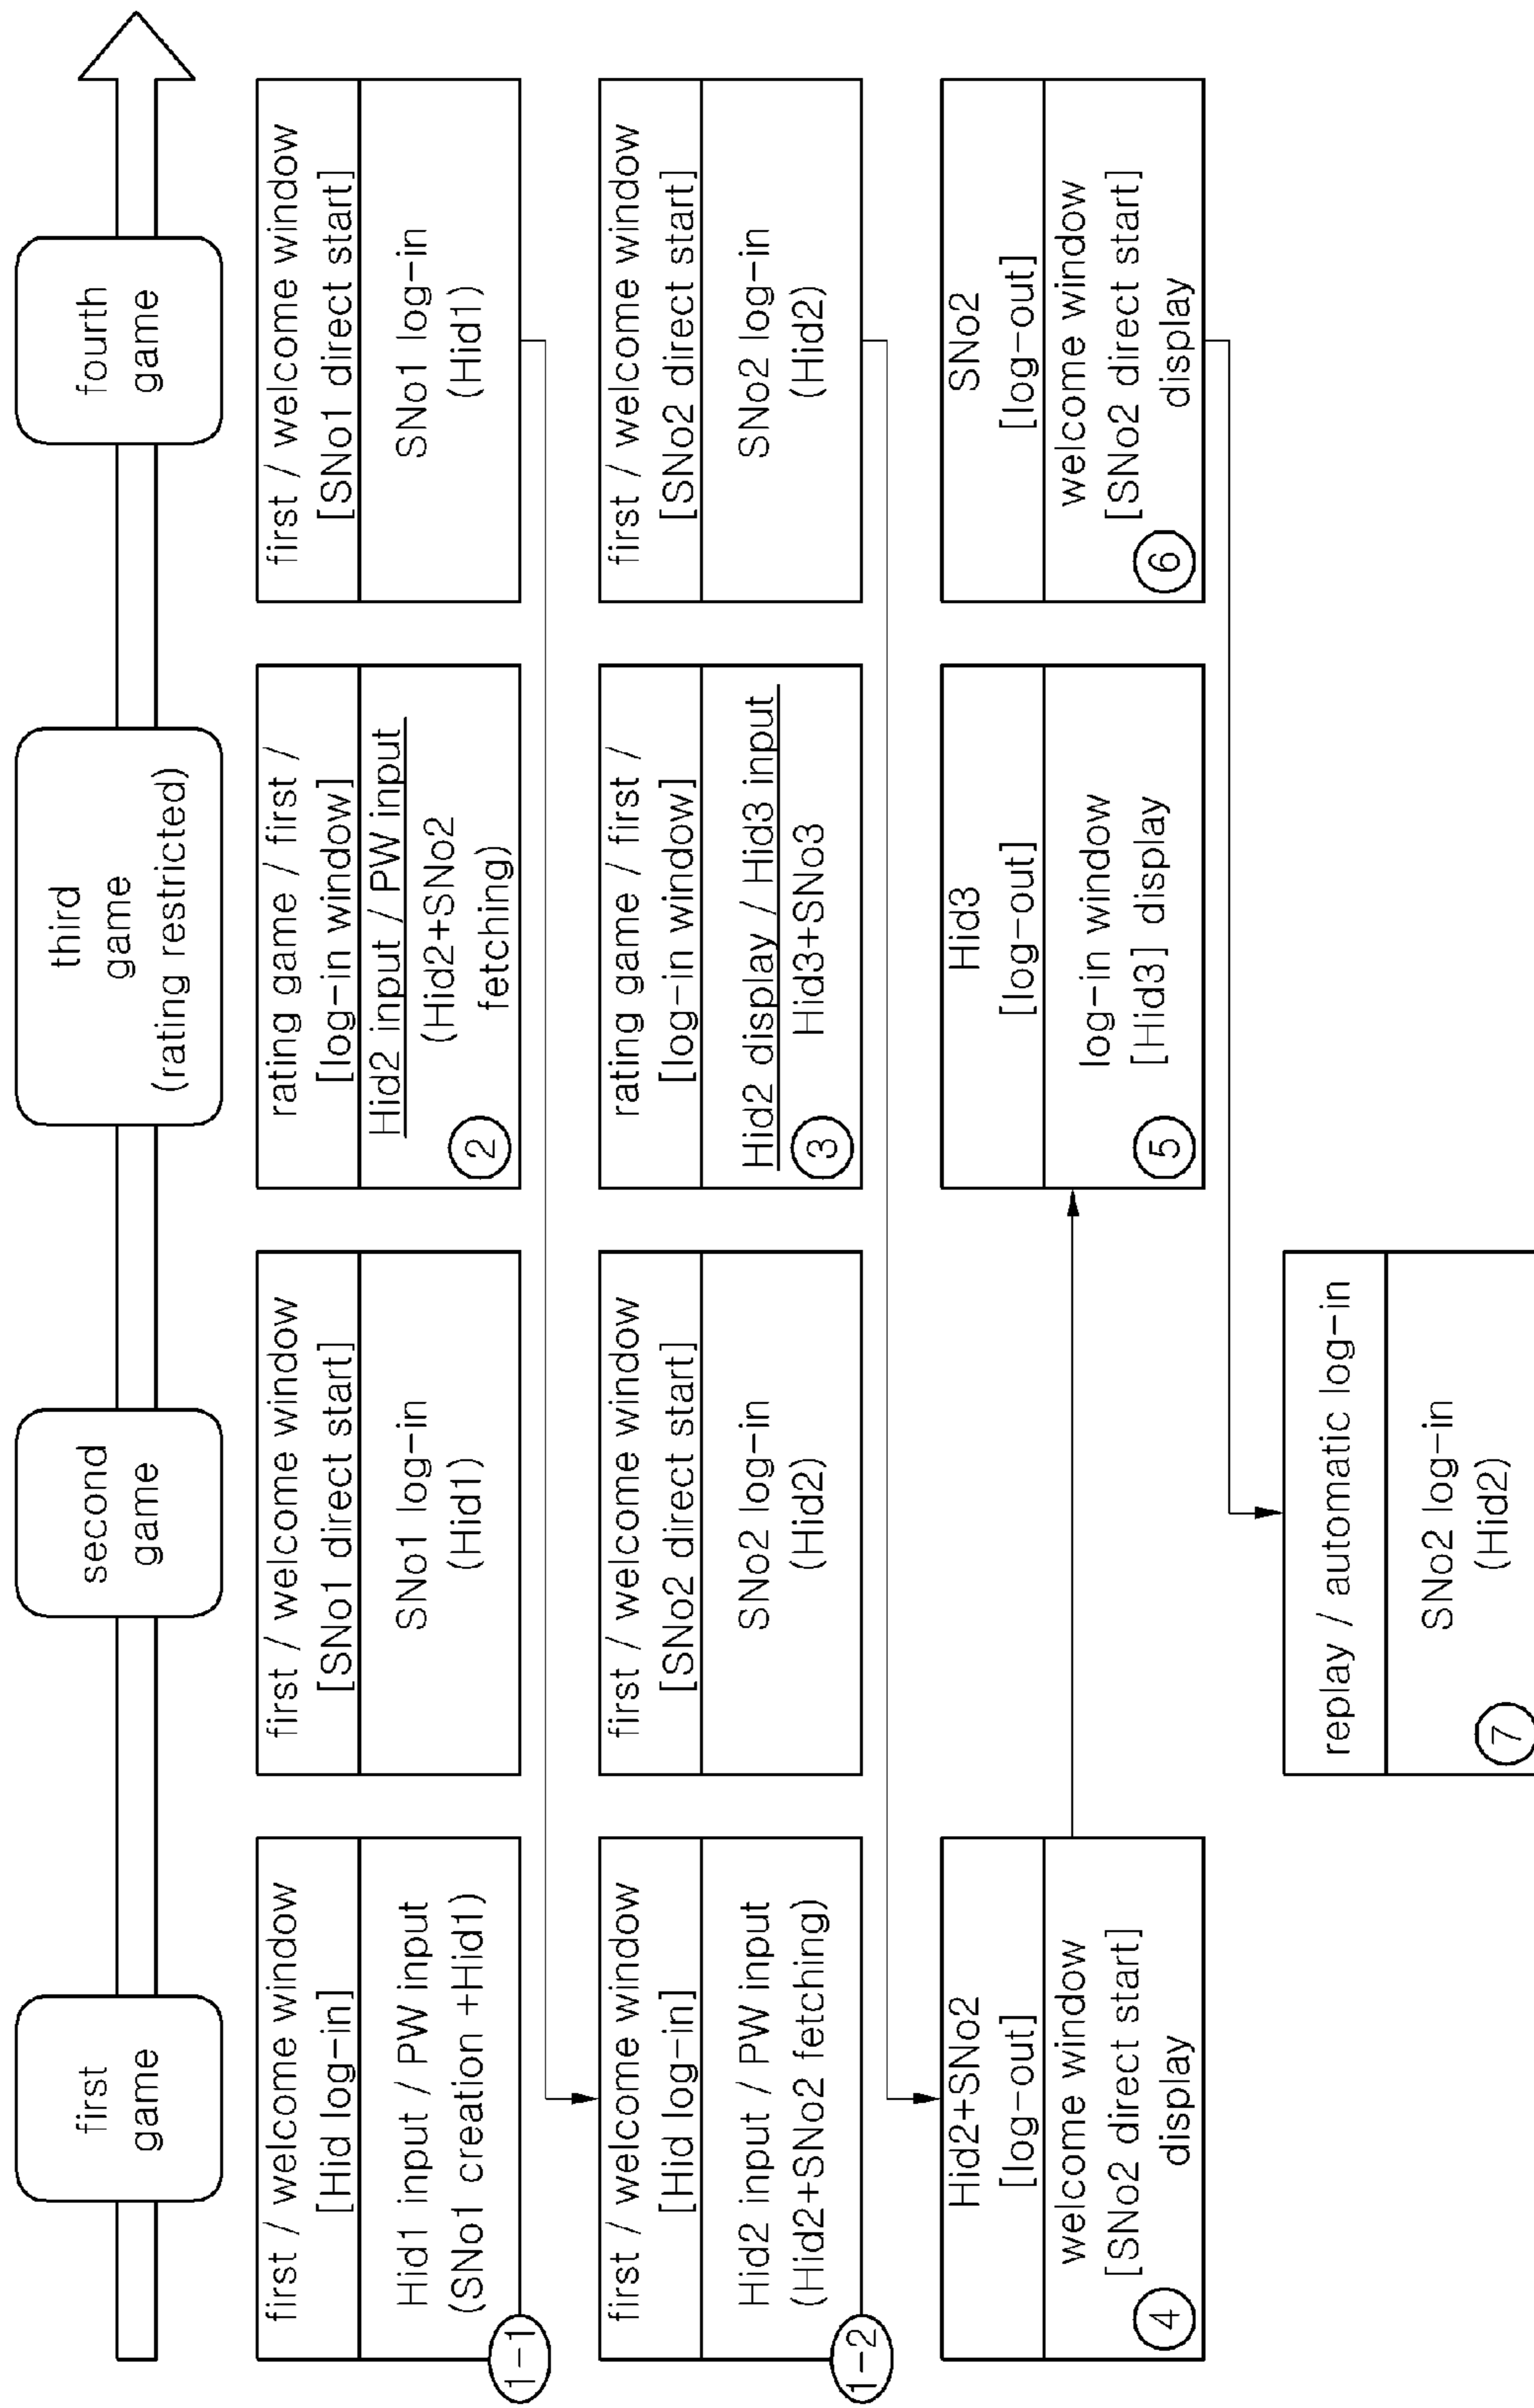 first
game
second
game
third
game
(rating restricted)
fourth
game
first / welcome window
[Hid log-in]
Hid1 input / PW input
(SNo1 creation +Hid1)
1-1
first / welcome window
[SNo1 direct start]
SNo1 log-in
(Hid1)
rating game / first /
[log-in window]
Hid2 input / PW input
(Hid2+SNo2
fetching)
2
first / welcome window
[SNo1 direct start]
SNo1 log-in
(Hid1)
first / welcome window
[Hid log-in]
Hid2 input / PW input
(Hid2+SNo2 fetching)
1-2
first / welcome window
[SNo2 direct start]
SNo2 log-in
(Hid2)
rating game / first /
[log-in window]
Hid2 display / Hid3 input
Hid3+SNo3
3
first / welcome window
[SNo2 direct start]
SNo2 log-in
(Hid2)
Hid2+SNo2
[log-out]
welcome window
[SNo2 direct start]
display
4
Hid3
[log-out]
log-in window
[Hid3] display
5
SNo2
[log-out]
welcome window
[SNo2 direct start]
display
6
replay / automatic log-in
SNo2 log-in
(Hid2)
7